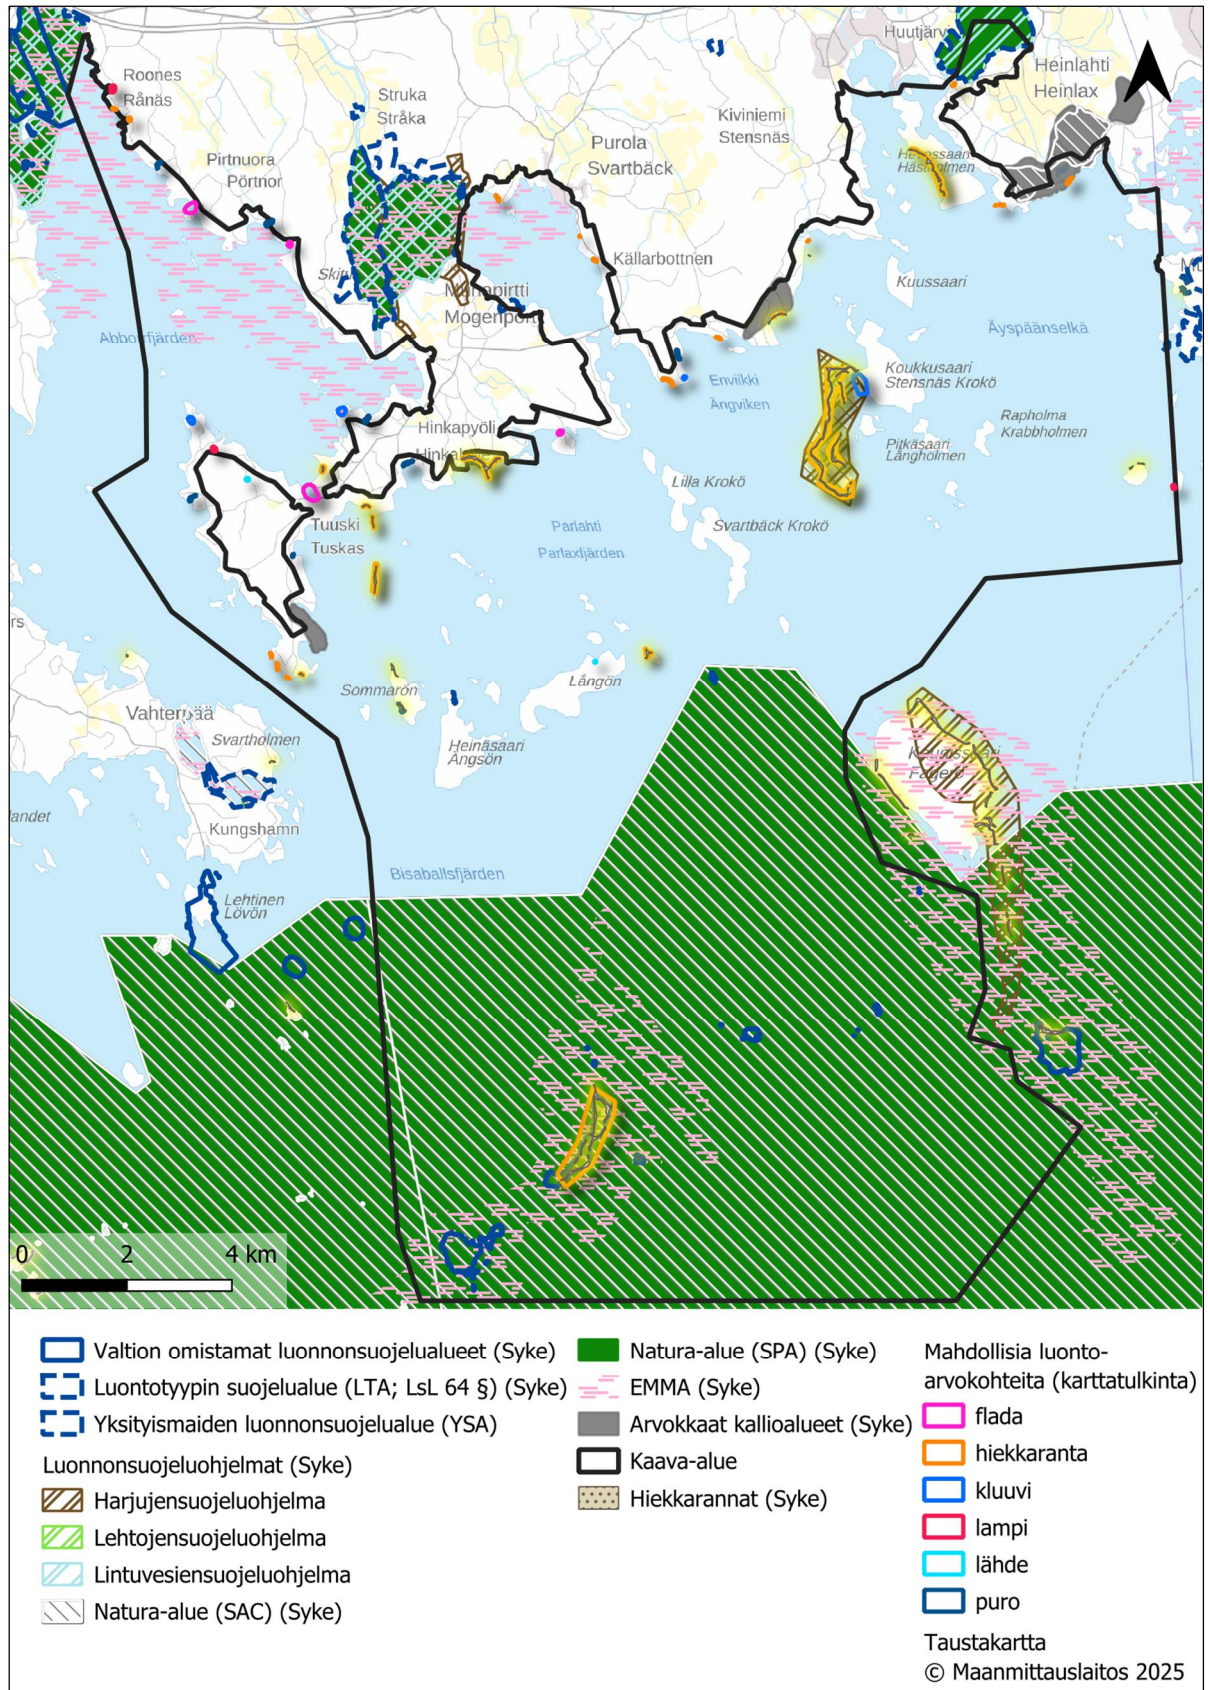 Huutjärvi
Heinlahti
Heinlax
Roones
Rånäs
Struka
Stråka
Kiviniemi
Stensnäs
Purola
Svartbäck
Pirtnuora
Pörtnor
Hästholmen
Källarbottnen
Kuussaari
Mogenpört
Abborrfjärden
Äyspäänselkä
Koukkusaari
Stensnäs Krokö
Enviikki
Ängviken
Rapholma
Krabbholmen
Hinkapyöli
Pitkäsaari
Långholmen
Lilla Krokö
Svartbäck Krokö
Tuuski
Tuskas
Parlahti
Parlaxfjärden
Långön
Sommarön
Vahterpää
Svartholmen
Heinäsaari
Ängsön
Fagerö
Kungshamn
Bisaballsfjärden
Lehtinen
Lövön
0 2 4 km
Valtion omistamat luonnonsuojelualueet (Syke)
Luontotyypin suojelualue (LTA; LsL 64 §) (Syke)
Yksityismaiden luonnonsuojelualue (YSA)
Luonnonsuojeluohjelmat (Syke)
Harjujensuojeluohjelma
Lehtojensuojeluohjelma
Lintuvesiensuojeluohjelma
Natura-alue (SAC) (Syke)
Natura-alue (SPA) (Syke)
EMMA (Syke)
Arvokkaat kallioalueet (Syke)
Kaava-alue
Hiekkarannat (Syke)
Mahdollisia luonto-
arvokohteita (karttatulkinta)
flada
hiekkaranta
kluuvi
lampi
lähde
puro
Taustakartta
© Maanmittauslaitos 2025